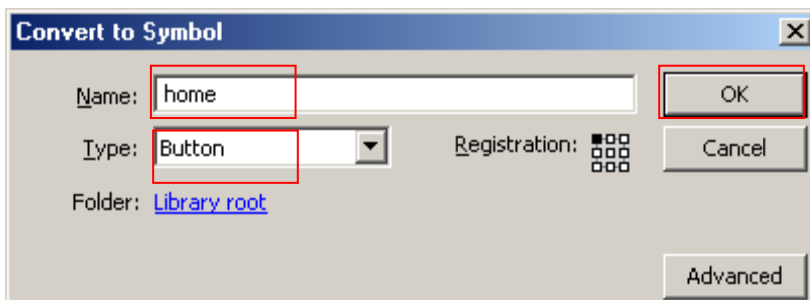 Convert to Symbol
Name: home OK
Type: Button Registration: Cancel
Folder: Library root
Advanced